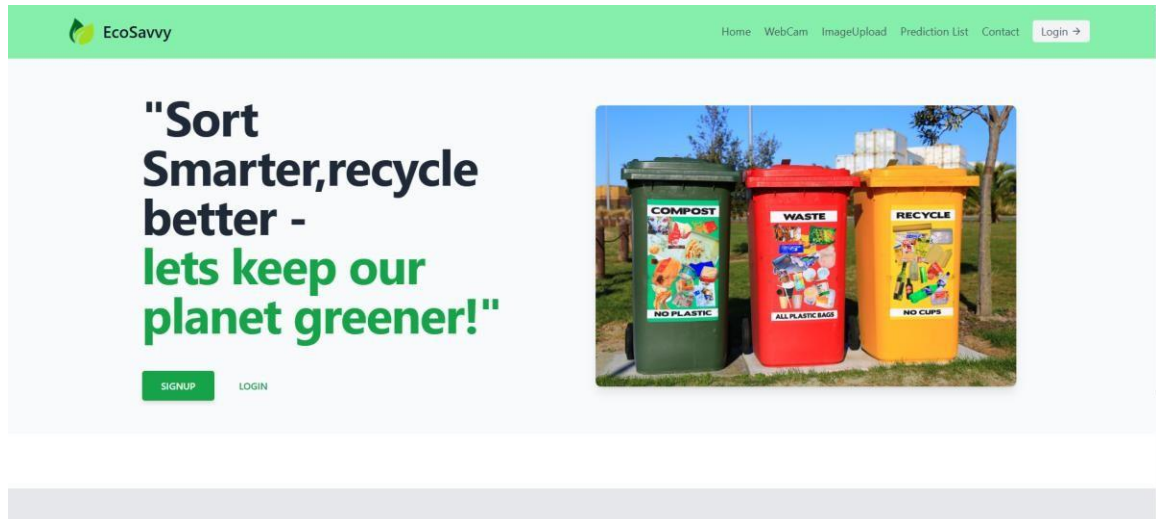 EcoSavvy
Home WebCam ImageUpload Prediction List Contact Login →
"Sort
Smarter,recycle
better -
lets keep our
planet greener!"
SIGNUP LOGIN
COMPOST
NO PLASTIC
WASTE
ALL PLASTIC BAGS
RECYCLE
NO CUPS